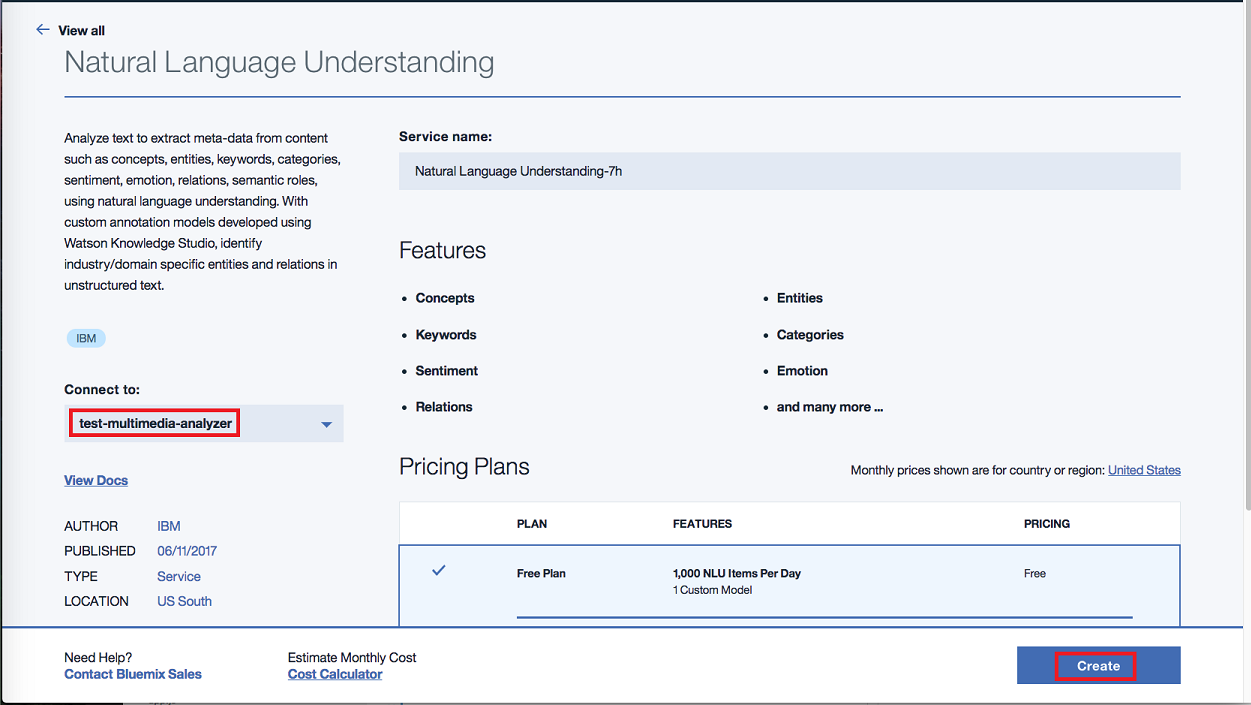 View all
Natural Language Understanding
Analyze text to extract meta-data from content
such as concepts, entities, keywords, categories,
sentiment, emotion, relations, semantic roles,
using natural language understanding. With
custom annotation models developed using
Watson Knowledge Studio, identify
industry/domain specific entities and relations in
unstructured text.
IBM
Connect to:
test-multimedia-analyzer
View Docs
AUTHOR IBM
PUBLISHED 06/11/2017
TYPE Service
LOCATION US South
Service name:
Natural Language Understanding-7h
Features
Concepts
Keywords
Sentiment
Relations
Entities
Categories
Emotion
and many more ...
Pricing Plans
Monthly prices shown are for country or region: United States
PLAN FEATURES PRICING
Free Plan 1,000 NLU Items Per Day Free
1 Custom Model
Need Help?
Contact Bluemix Sales
Estimate Monthly Cost
Cost Calculator
Create